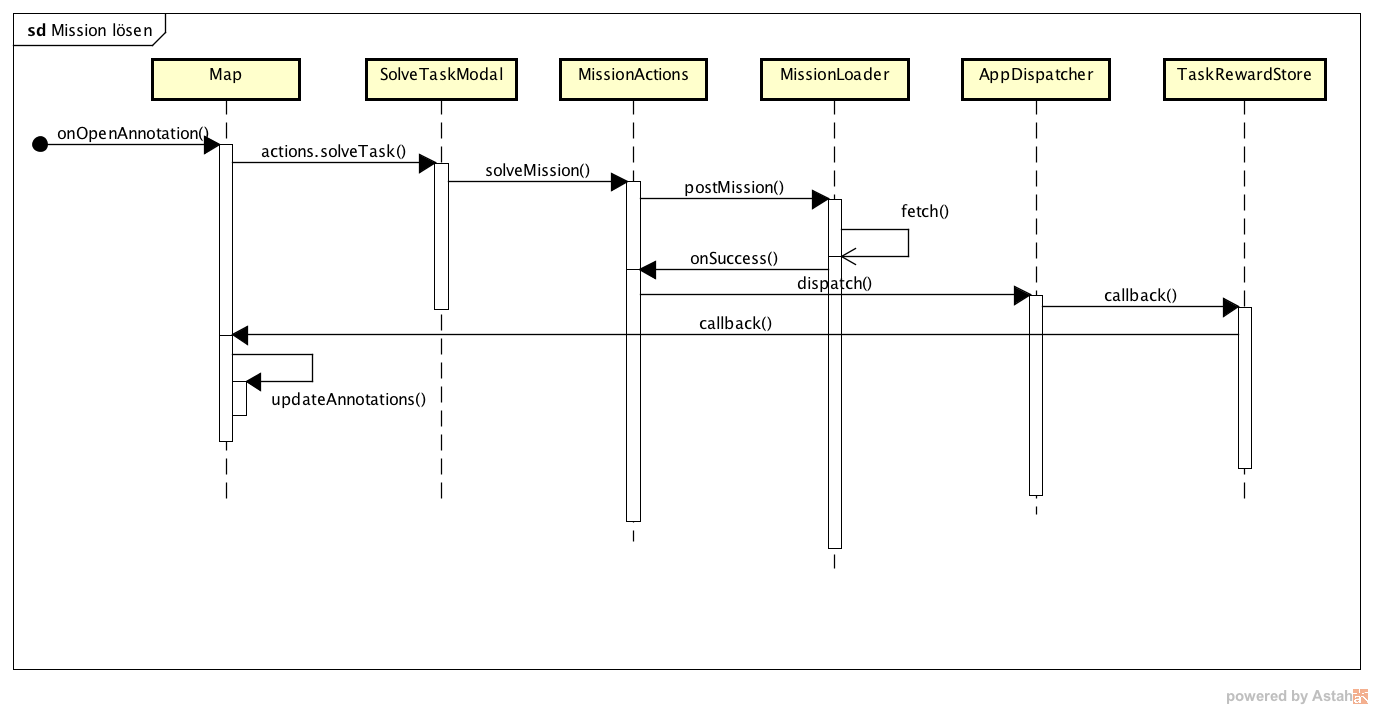 sd Mission lösen
Map
SolveTaskModal
MissionActions
MissionLoader
AppDispatcher
TaskRewardStore
onOpenAnnotation()
actions.solveTask()
solveMission()
postMission()
fetch()
onSuccess()
dispatch()
callback()
callback()
updateAnnotations()
powered by Astah